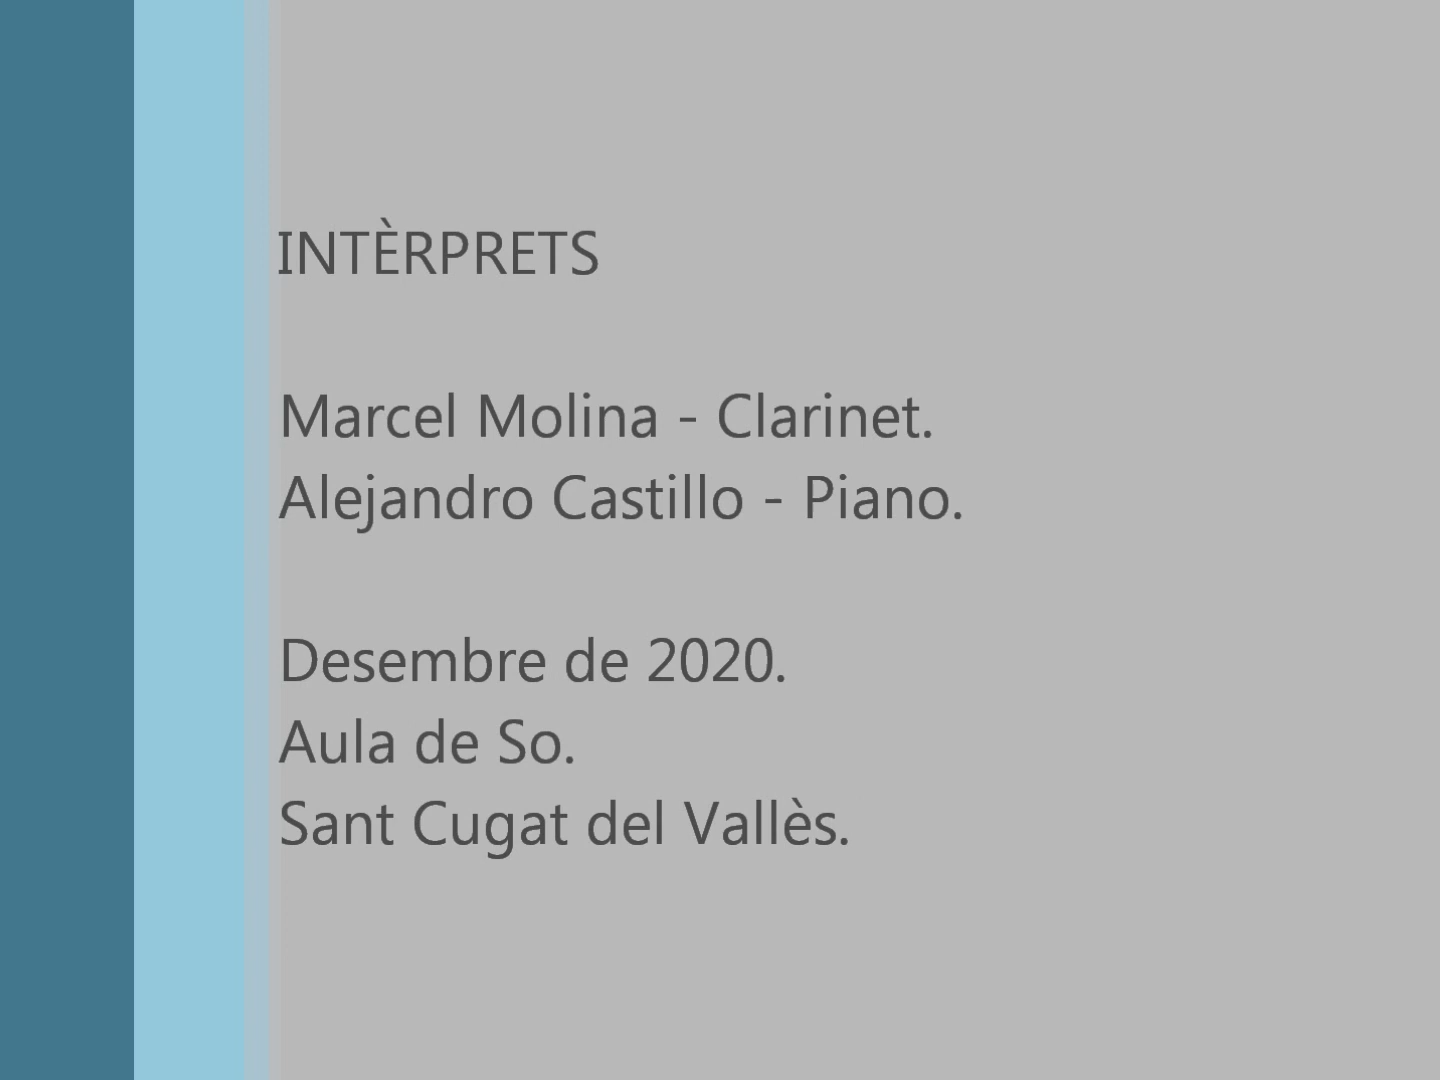 INTÈRPRETS
Marcel Molina - Clarinet.
Alejandro Castillo - Piano.
Desembre de 2020.
Aula de So.
Sant Cugat del Vallès.